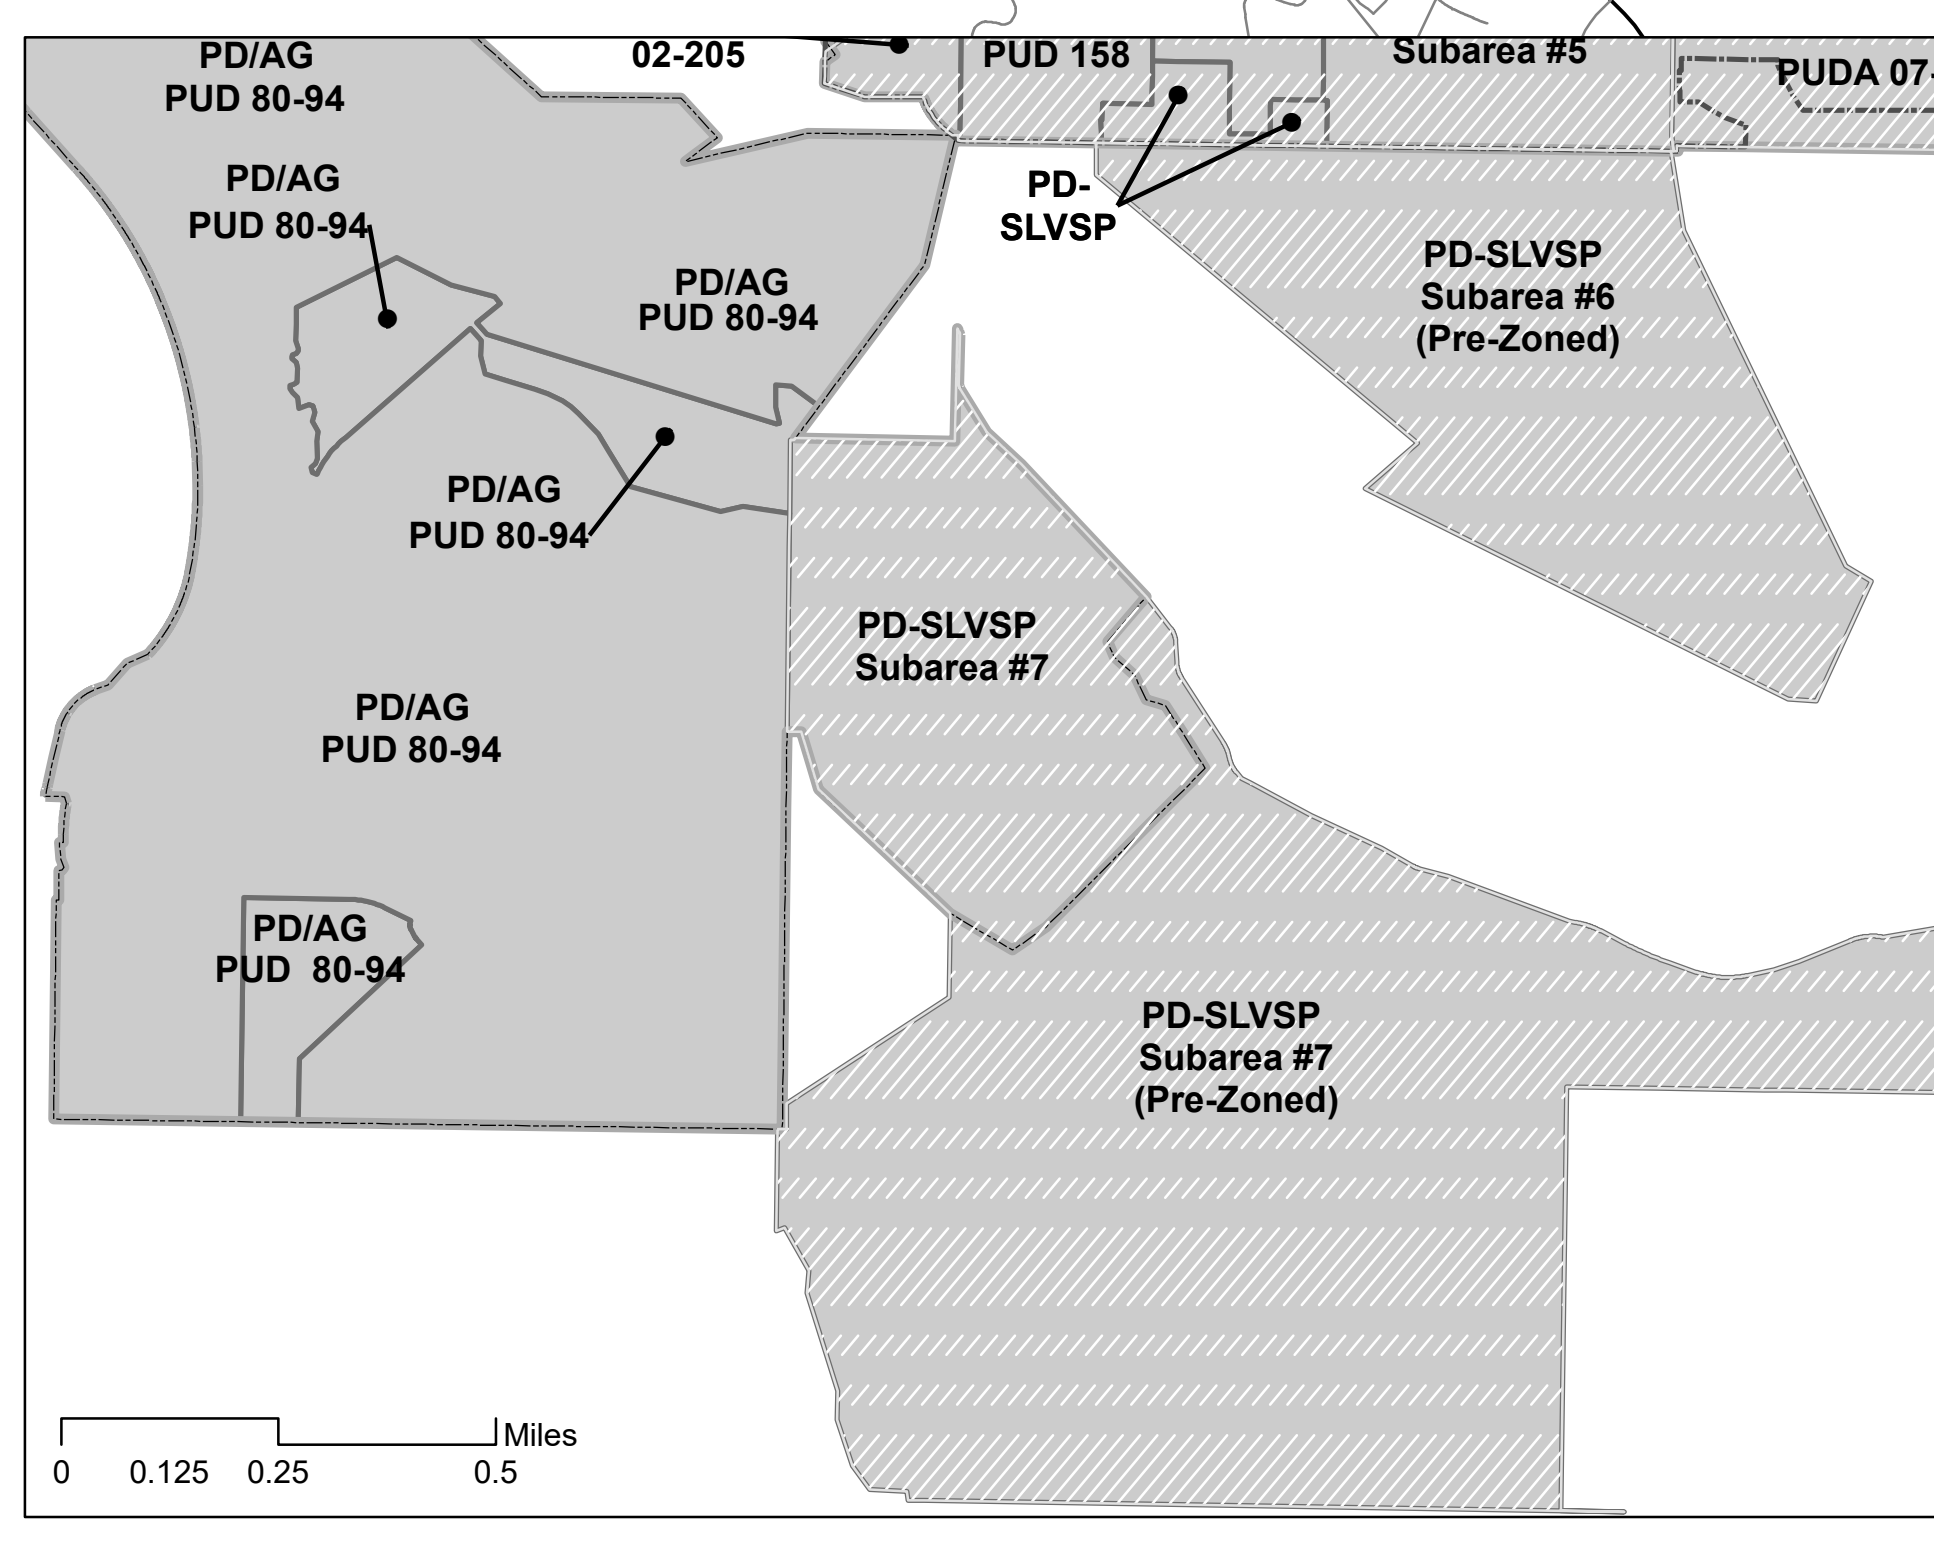 PD/AG
PUD 80-94
02-205
PUD 158
Subarea #5
PUDA 07-
PD/AG
PUD 80-94
PD-
SLVSP
PD/AG
PUD 80-94
PD-SLVSP
Subarea #6
(Pre-Zoned)
PD/AG
PUD 80-94
PD-SLVSP
Subarea #7
PD/AG
PUD 80-94
PD/AG
PUD 80-94
PD-SLVSP
Subarea #7
(Pre-Zoned)
Miles
0 0.125 0.25 0.5